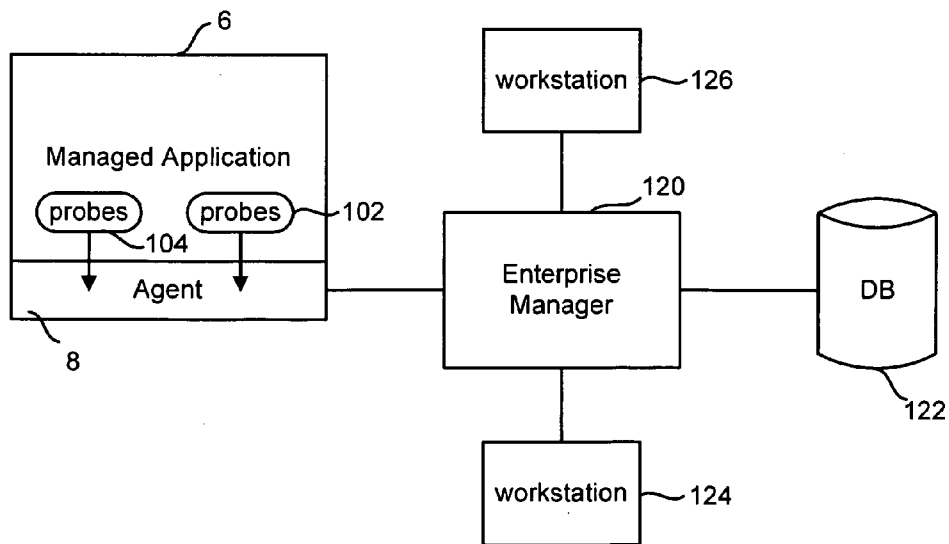 6
workstation
126
Managed Application
probes
probes
102
104
120
Agent
8
Enterprise
Manager
DB
122
workstation
124